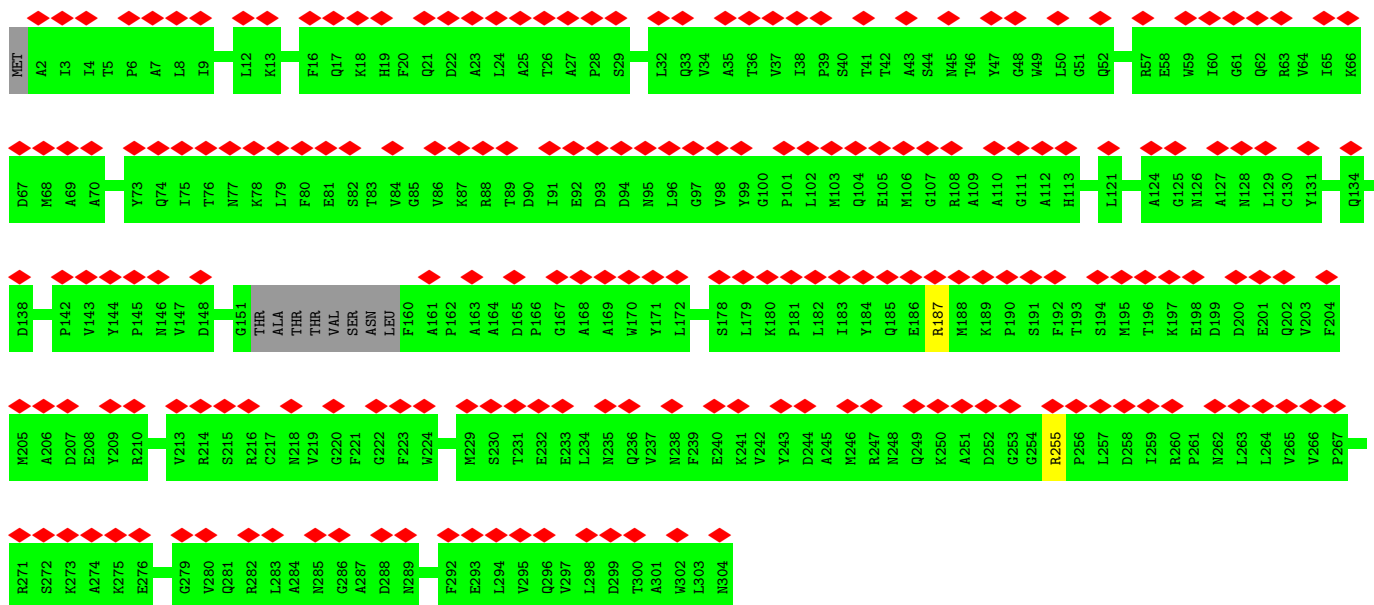 MET A2 I3 I4 T5 P6 A7 L8 I9 L12 K13 F16 Q17 K18 H19 F20 Q21 D22 A23 L24 A25 T26 A27 P28 S29 L32 Q33 V34 A35 T36 V37 I38 P39 S40 T41 T42 A43 S44 N45 T46 Y47 G48 W49 L50 G51 Q52 R57 E58 W59 I60 G61 Q62 R63 V64 I65 K66
D67 M68 A69 A70 Y73 Q74 I75 T76 N77 K78 L79 F80 E81 S82 T83 V84 G85 V86 K87 R88 T89 D90 I91 E92 D93 D94 N95 L96 G97 V98 Y99 G100 P101 L102 M103 Q104 E105 M106 G107 R108 A109 A110 G111 A112 H113 L121 A124 G125 N126 A127 N128 L129 C130 Y131 Q134
D138 P142 V143 Y144 P145 N146 V147 D148 G151 THR ALA THR THR VAL SER ASN LEU F160 A161 P162 A163 A164 D165 P166 G167 A168 A169 W170 Y171 L172 S178 L179 K180 P181 L182 I183 Y184 Q185 E186 R187 M188 K189 P190 S191 F192 T193 S194 M195 T196 K197 E198 D199 D200 E201 Q202 V203 F204
M205 A206 D207 E208 Y209 R210 V213 R214 S215 R216 C217 N218 V219 G220 F221 G222 F223 W224 M229 S230 T231 E232 E233 L234 N235 Q236 V237 N238 F239 E240 K241 V242 Y243 D244 A245 M246 R247 N248 Q249 K250 A251 D252 G253 G254 R255 P256 L257 D258 I259 R260 P261 N262 L263 L264 V265 V266 P267
R271 S272 K273 A274 K275 E276 G279 V280 Q281 R282 L283 A284 N285 G286 A287 D288 N289 F292 E293 L294 V295 Q296 V297 L298 D299 T300 A301 W302 L303 N304